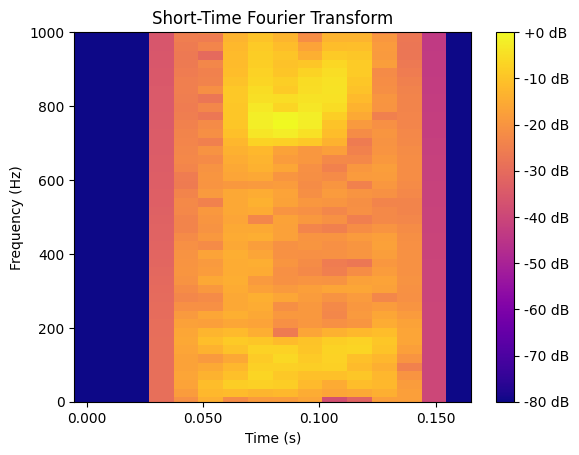 Short-Time Fourier Transform
1000
800
600
400
200
0
Frequency (Hz)
0.000
0.050
0.100
0.150
Time (s)
+0 dB
-10 dB
-20 dB
-30 dB
-40 dB
-50 dB
-60 dB
-70 dB
-80 dB